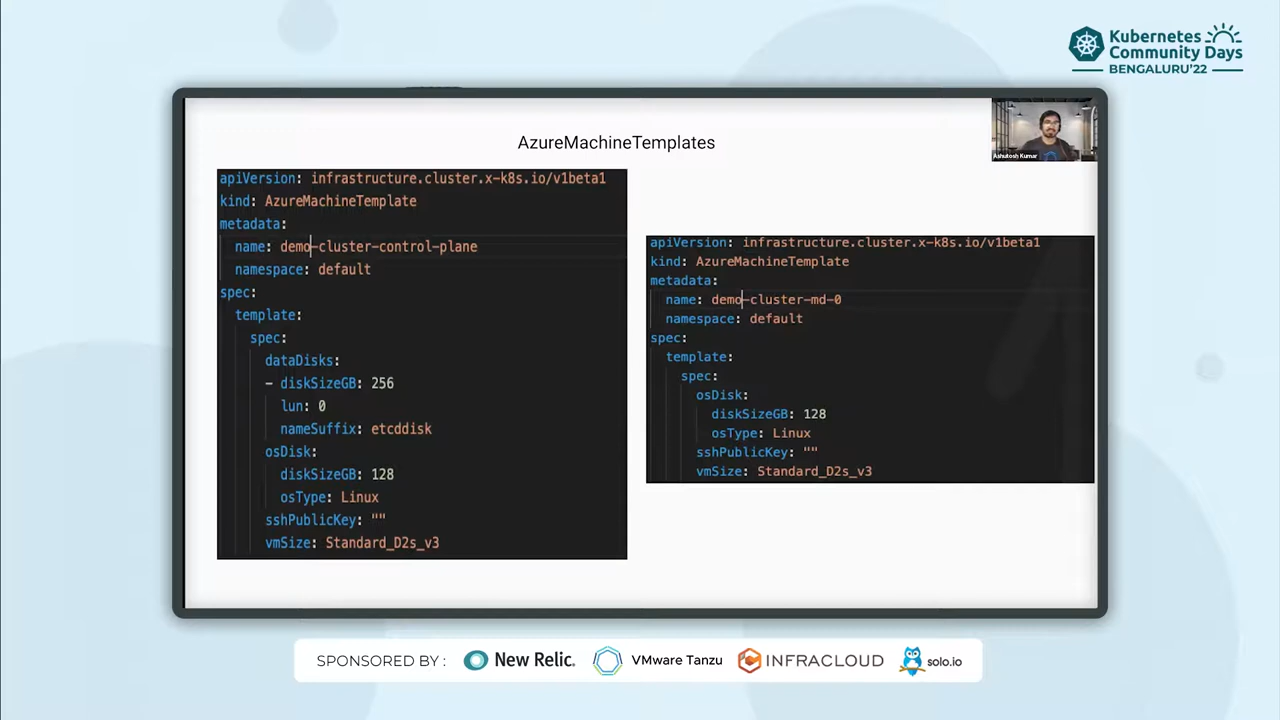 Kubernetes
Community Days
BENGALURU'22
AzureMachineTemplates
Ashutosh Kumar
apiVersion: infrastructure.cluster.x-k8s.io/v1beta1
kind: AzureMachineTemplate
metadata:
name: demo-cluster-control-plane
namespace: default
spec:
template:
spec:
dataDisks:
- diskSizeGB: 256
lun: 0
nameSuffix: etcddisk
osDisk:
diskSizeGB: 128
osType: Linux
sshPublicKey: ""
vmSize: Standard_D2s_v3
apiVersion: infrastructure.cluster.x-k8s.io/v1beta1
kind: AzureMachineTemplate
metadata:
name: demo-cluster-md-0
namespace: default
spec:
template:
spec:
osDisk:
diskSizeGB: 128
osType: Linux
sshPublicKey: ""
vmSize: Standard_D2s_v3
SPONSORED BY : New Relic. VMware Tanzu INFRACLOUD solo.io